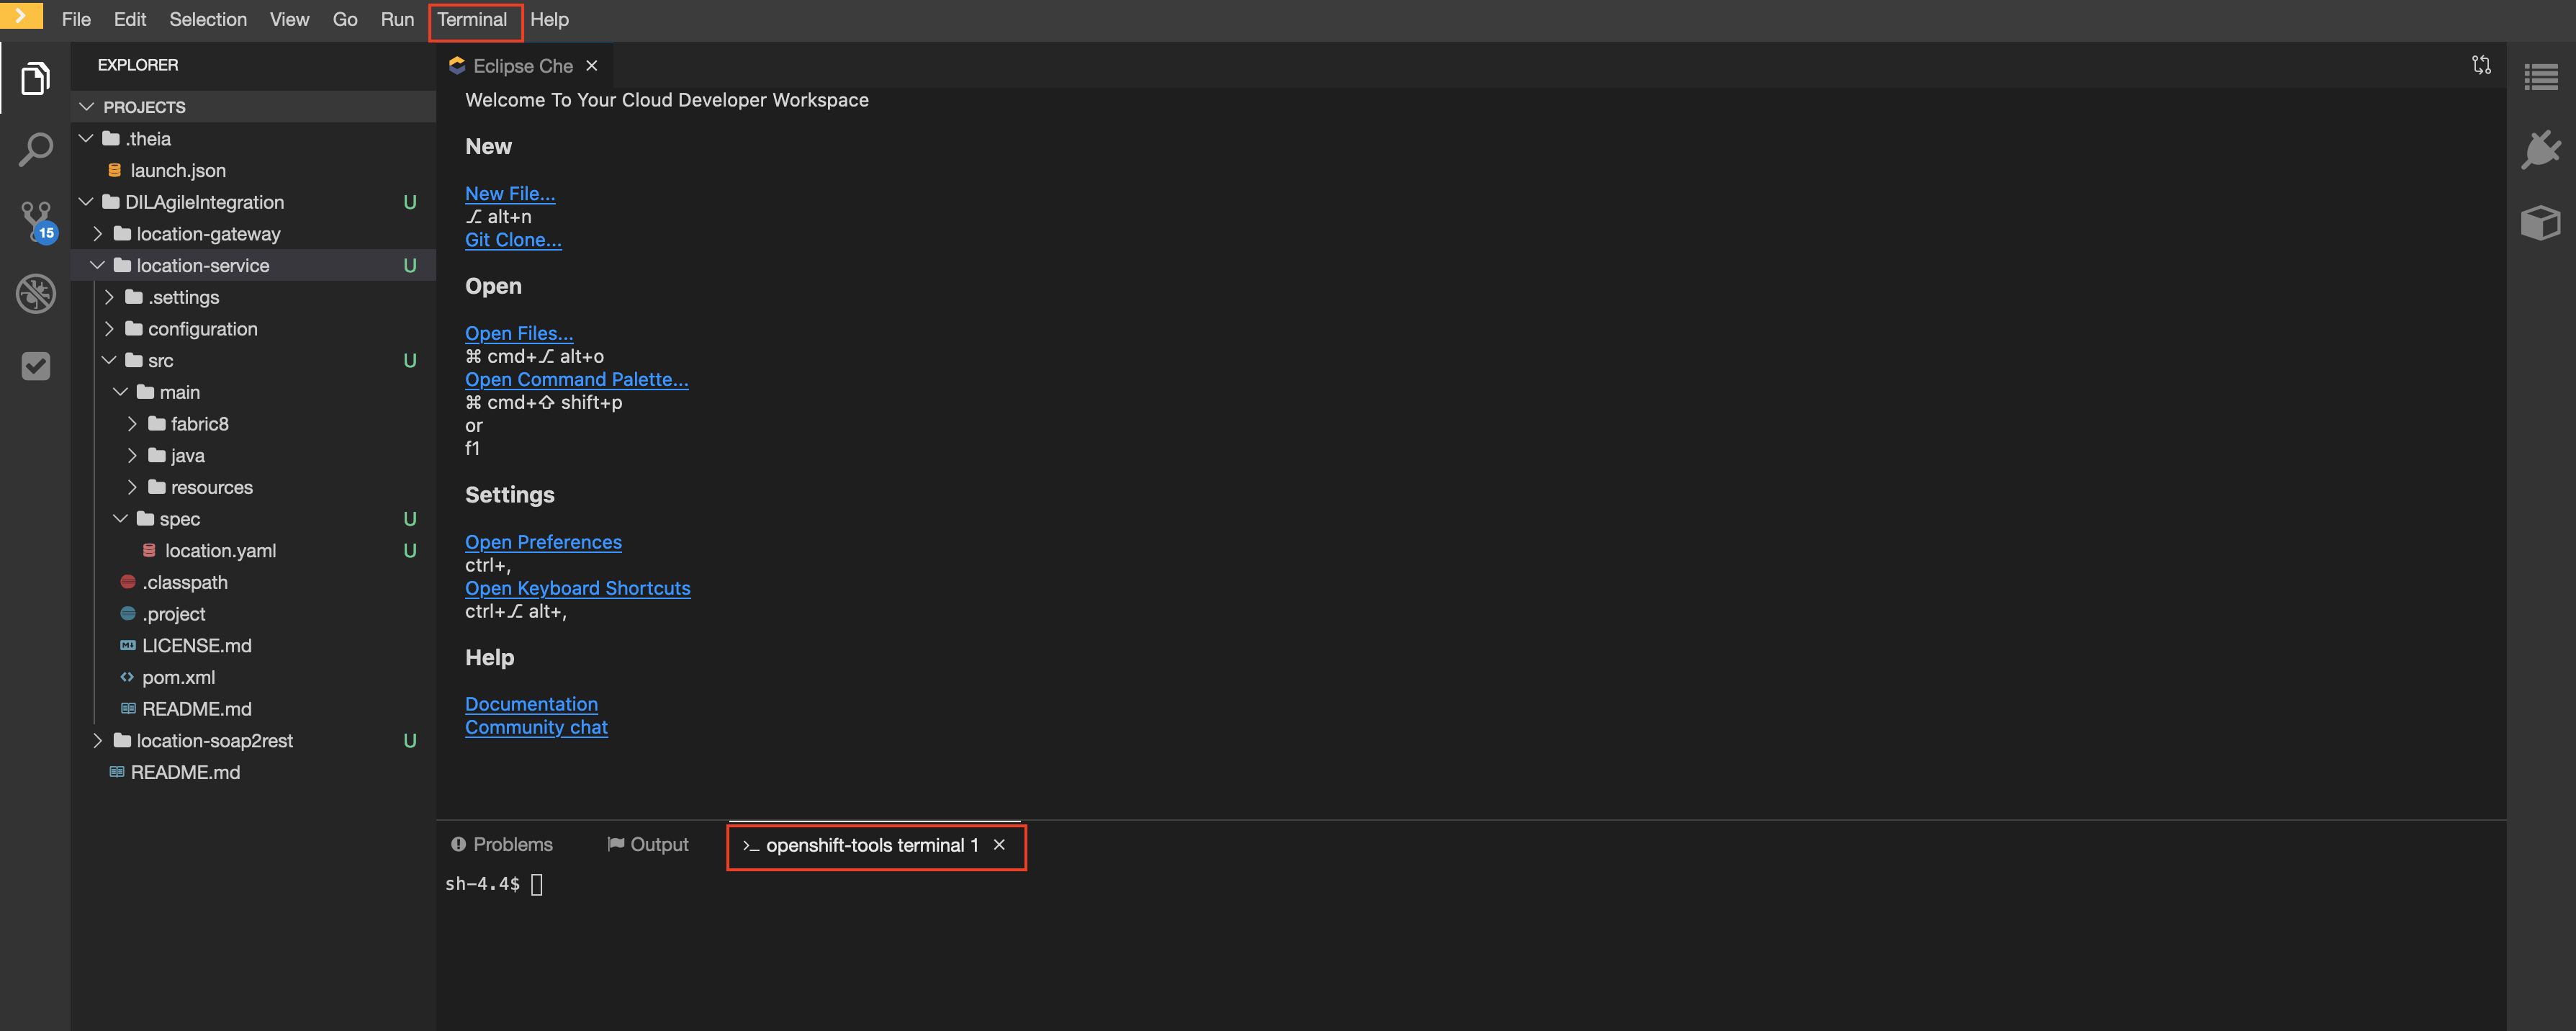 File Edit Selection View Go Run Terminal Help
EXPLORER
PROJECTS
.theia
launch.json
DILAgileIntegration U
location-gateway
location-service U
.settings
configuration
src U
main
fabric8
java
resources
spec U
location.yaml U
.classpath
.project
LICENSE.md
pom.xml
README.md
location-soap2rest U
README.md
15
Eclipse Che
Welcome To Your Cloud Developer Workspace
New
New File...
⌥ alt+n
Git Clone...
Open
Open Files...
⌘ cmd+⌥ alt+o
Open Command Palette...
⌘ cmd+⇧ shift+p
or
f1
Settings
Open Preferences
ctrl+,
Open Keyboard Shortcuts
ctrl+⌥ alt+,
Help
Documentation
Community chat
Problems Output >_ openshift-tools terminal 1
sh-4.4$